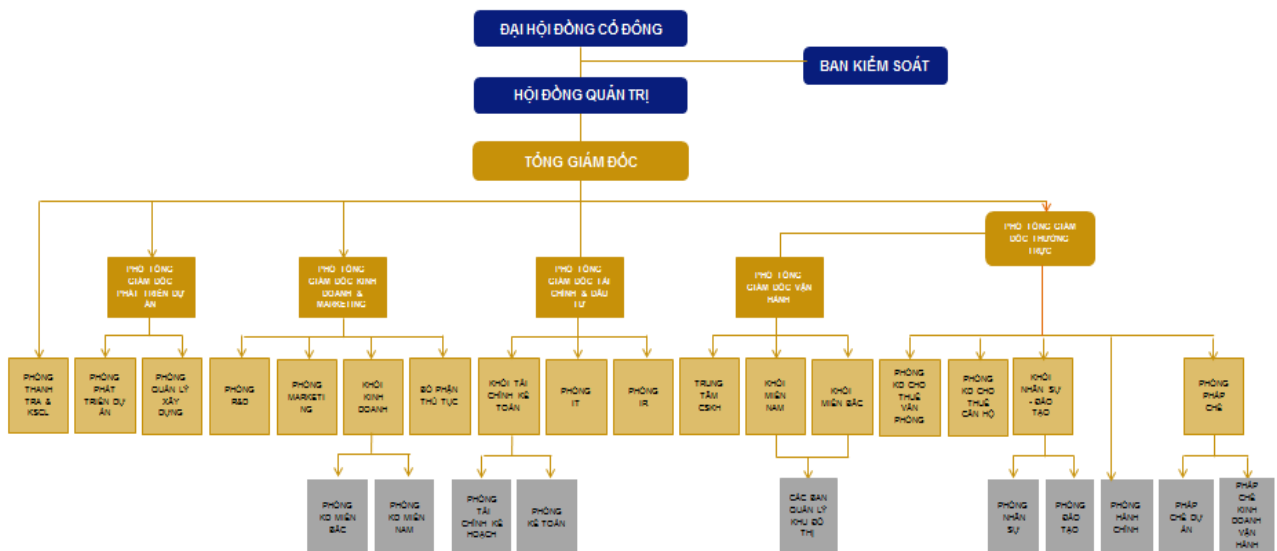 ĐẠI HỘI ĐỒNG CỔ ĐÔNG
BAN KIỂM SOÁT
HỘI ĐỒNG QUẢN TRỊ
TỔNG GIÁM ĐỐC
PHÓ TỔNG GIÁM
ĐỐC THƯỜNG
TRỰC
PHÓ TỔNG
GIÁM ĐỐC
PHÁT TRIỂN DỰ
ÁN
PHÓ TỔNG
GIÁM ĐỐC KINH
DOANH &
MARKETING
PHÓ TỔNG
GIÁM ĐỐC TÀI
CHÍNH & ĐẦU
TƯ
PHÓ TỔNG
GIÁM ĐỐC VẬN
HÀNH
PHÒNG
THANH
TRA &
KSCL
PHÒNG
PHÁT
TRIỂN DỰ
ÁN
PHÒNG
QUẢN LÝ
XÂY
DỰNG
PHÒNG
R&D
PHÒNG
MARKETI
NG
KHỐI
KINH
DOANH
BỘ PHẬN
THỦ TỤC
KHỐI TÀI
CHÍNH KẾ
TOÁN
PHÒNG
IT
PHÒNG
IR
TRUNG
TÂM
CSKH
KHỐI
MIỀN
NAM
KHỐI
MIỀN BẮC
PHÒNG
KD CHO
THUÊ
VĂN
PHÒNG
PHÒNG
KD CHO
THUÊ
CĂN HỘ
KHỐI
NHÂN SỰ
- ĐÀO
TẠO
PHÒNG
PHÁP
CHẾ
PHÒNG
KD MIỀN
BẮC
PHÒNG
KD MIỀN
NAM
PHÒNG
TÀI
CHÍNH KẾ
HOẠCH
PHÒNG
KẾ TOÁN
CÁC BAN
QUẢN LÝ
KHU ĐÔ
THỊ
PHÒNG
NHÂN
SỰ
PHÒNG
ĐÀO
TẠO
PHÒNG
HÀNH
CHÍNH
PHÁP
CHẾ DỰ
ÁN
PHÁP
CHẾ KINH
DOANH
VẬN
HÀNH